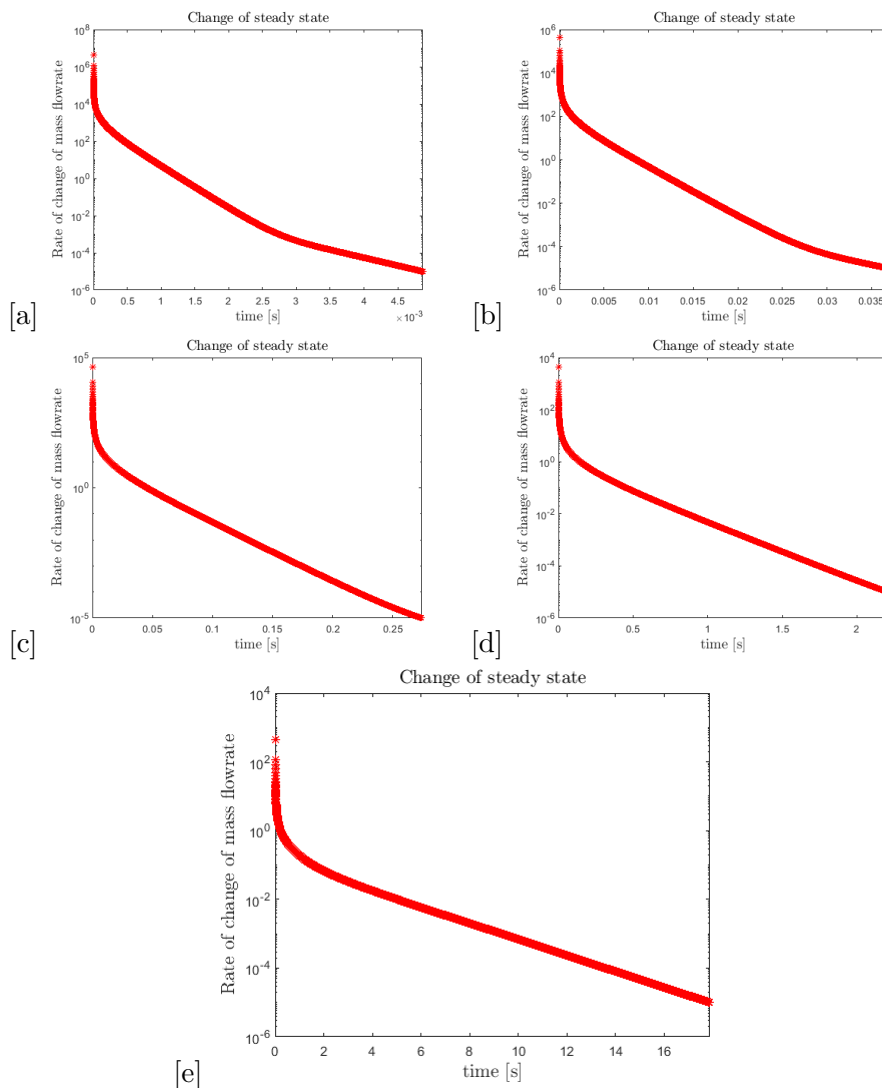 Change of steady state
Rate of change of mass flowrate
10^8
10^6
10^4
10^2
10^0
10^-2
10^-4
10^-6
0 0.5 1 1.5 2 2.5 3 3.5 4 4.5
×10^-3
time [s]
[a]
Change of steady state
Rate of change of mass flowrate
10^6
10^4
10^2
10^0
10^-2
10^-4
10^-6
0 0.005 0.01 0.015 0.02 0.025 0.03 0.035
time [s]
[b]
Change of steady state
Rate of change of mass flowrate
10^5
10^0
10^-5
0 0.05 0.1 0.15 0.2 0.25
time [s]
[c]
Change of steady state
Rate of change of mass flowrate
10^4
10^2
10^0
10^-2
10^-4
10^-6
0 0.5 1 1.5 2
time [s]
[d]
Change of steady state
Rate of change of mass flowrate
10^4
10^2
10^0
10^-2
10^-4
10^-6
0 2 4 6 8 10 12 14 16
time [s]
[e]